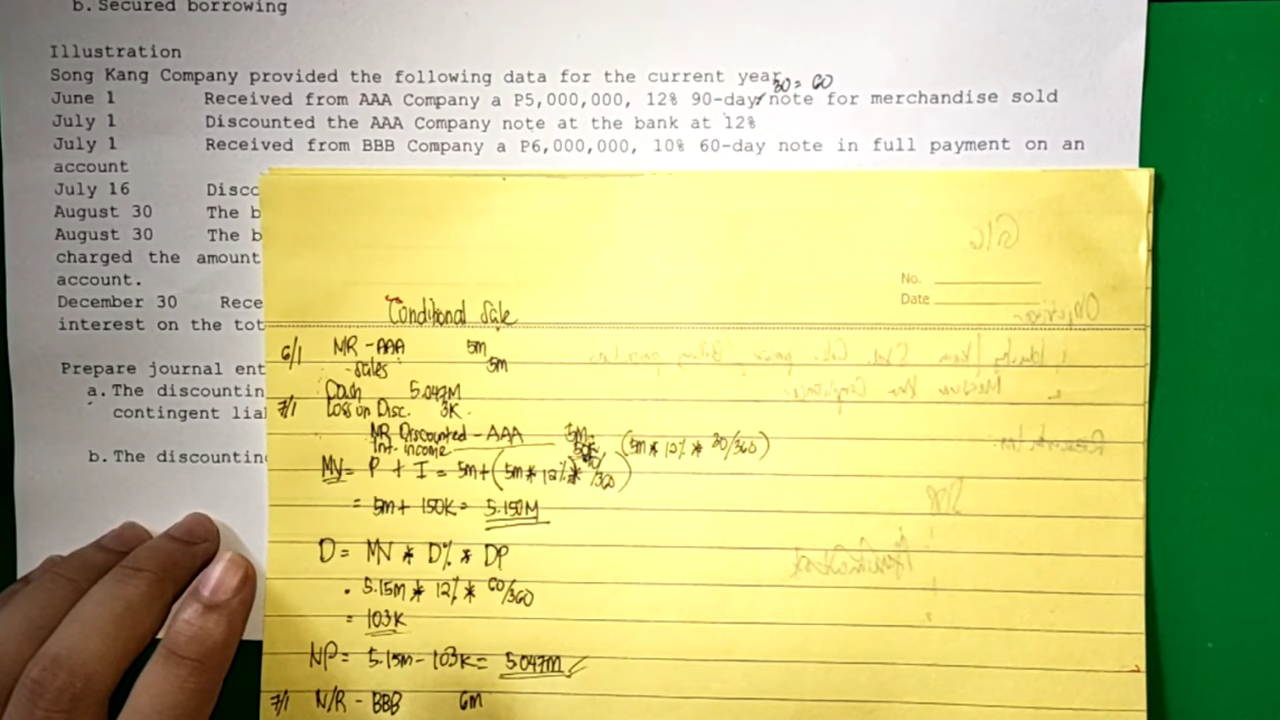 b. Secured borrowing
Illustration
Song Kang Company provided the following data for the current year
30 = 60
June 1 Received from AAA Company a P5,000,000, 12% 90-day note for merchandise sold
July 1 Discounted the AAA Company note at the bank at 12%
July 1 Received from BBB Company a P6,000,000, 10% 60-day note in full payment on an
account
July 16 Disco
August 30 The b
August 30 The b
charged the amount
account.
December 30 Rece
interest on the tot
Prepare journal ent
a. The discountin
contingent lia
b. The discountin
No.
Date
Conditional Sale
6/1 NR - AAA 5m
Sales 5m
Cash 5.047M
7/1 Loss on Disc. 3K
NR Discounted - AAA 5m
Int. income 50K (5m * 12% * 30/360)
MV = P + I = 5m + (5m * 12% * 90/360)
= 5m + 150K = 5.150M
D = MV * D% * DP
= 5.15m * 12% * 60/360
= 103K
NP = 5.15m - 103K = 5.047m
7/1 N/R - BBB 6m